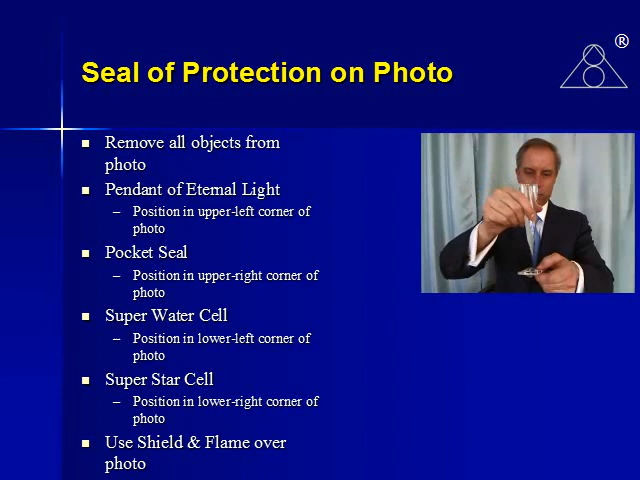 ®
Seal of Protection on Photo
Remove all objects from
photo
Pendant of Eternal Light
– Position in upper-left corner of
photo
Pocket Seal
– Position in upper-right corner of
photo
Super Water Cell
– Position in lower-left corner of
photo
Super Star Cell
– Position in lower-right corner of
photo
Use Shield & Flame over
photo